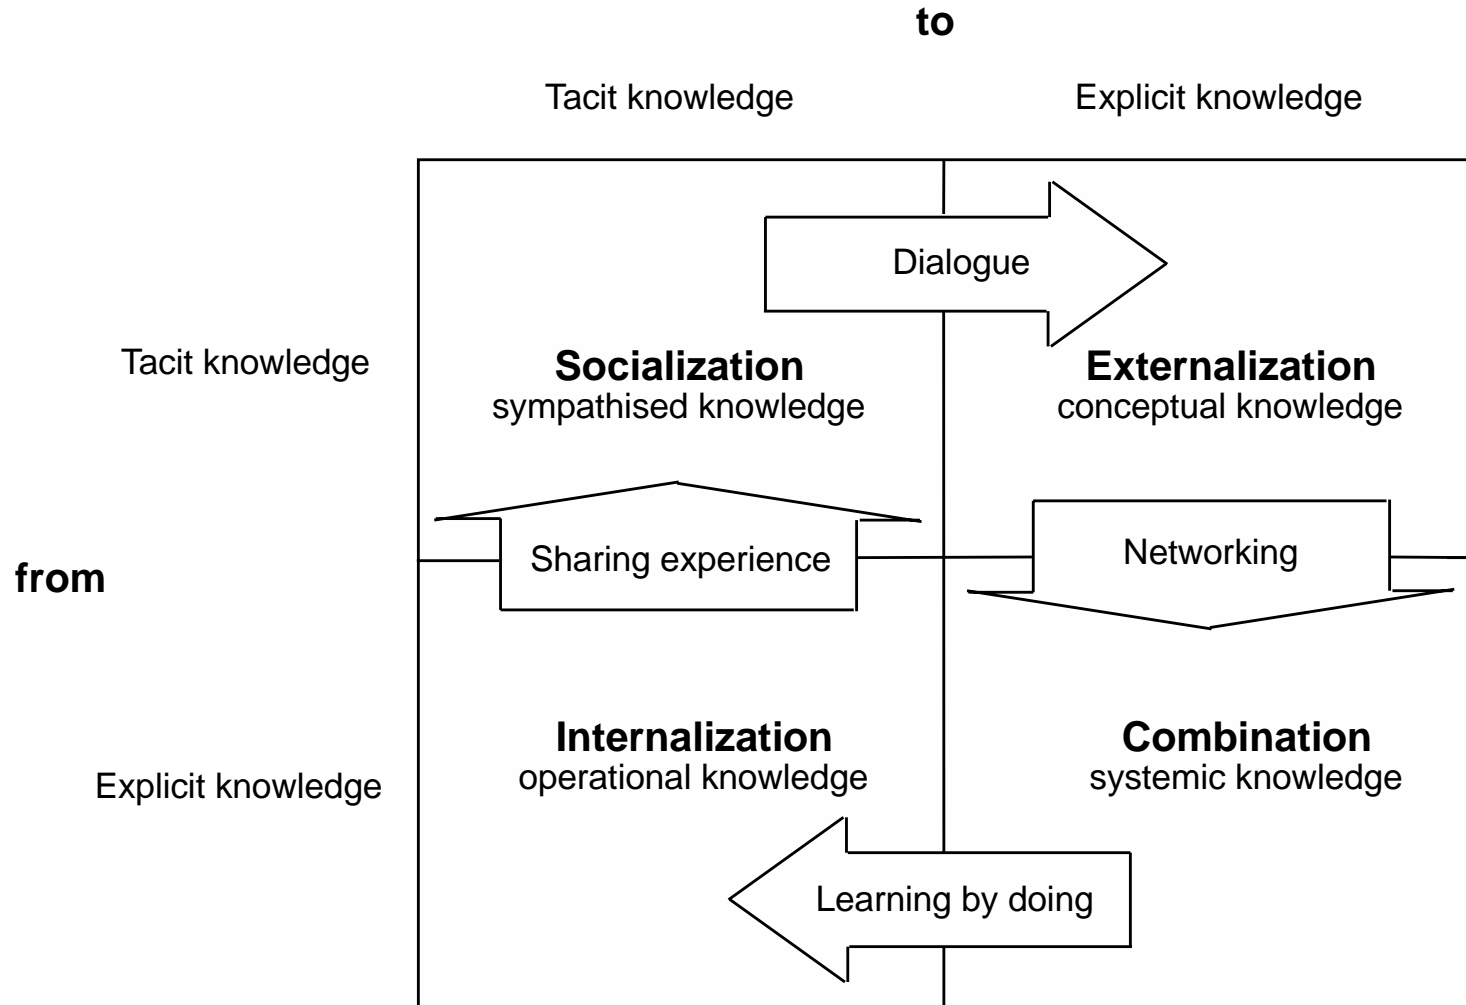 to
Tacit knowledge
Explicit knowledge
Dialogue
Tacit knowledge
Socialization
sympathised knowledge
Externalization
conceptual knowledge
from
Sharing experience
Networking
Explicit knowledge
Internalization
operational knowledge
Combination
systemic knowledge
Learning by doing